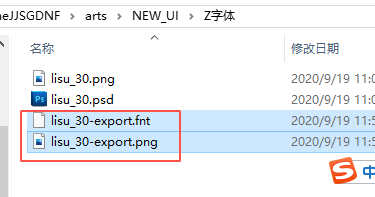 neJJSGDNF > arts > NEW_UI > Z字体
名称 修改日期
lisu_30.png 2020/9/19 11:0
lisu_30.psd 2020/9/19 11:0
lisu_30-export.fnt 2020/9/19 11:5
lisu_30-export.png 2020/9/19 11:5
S 中